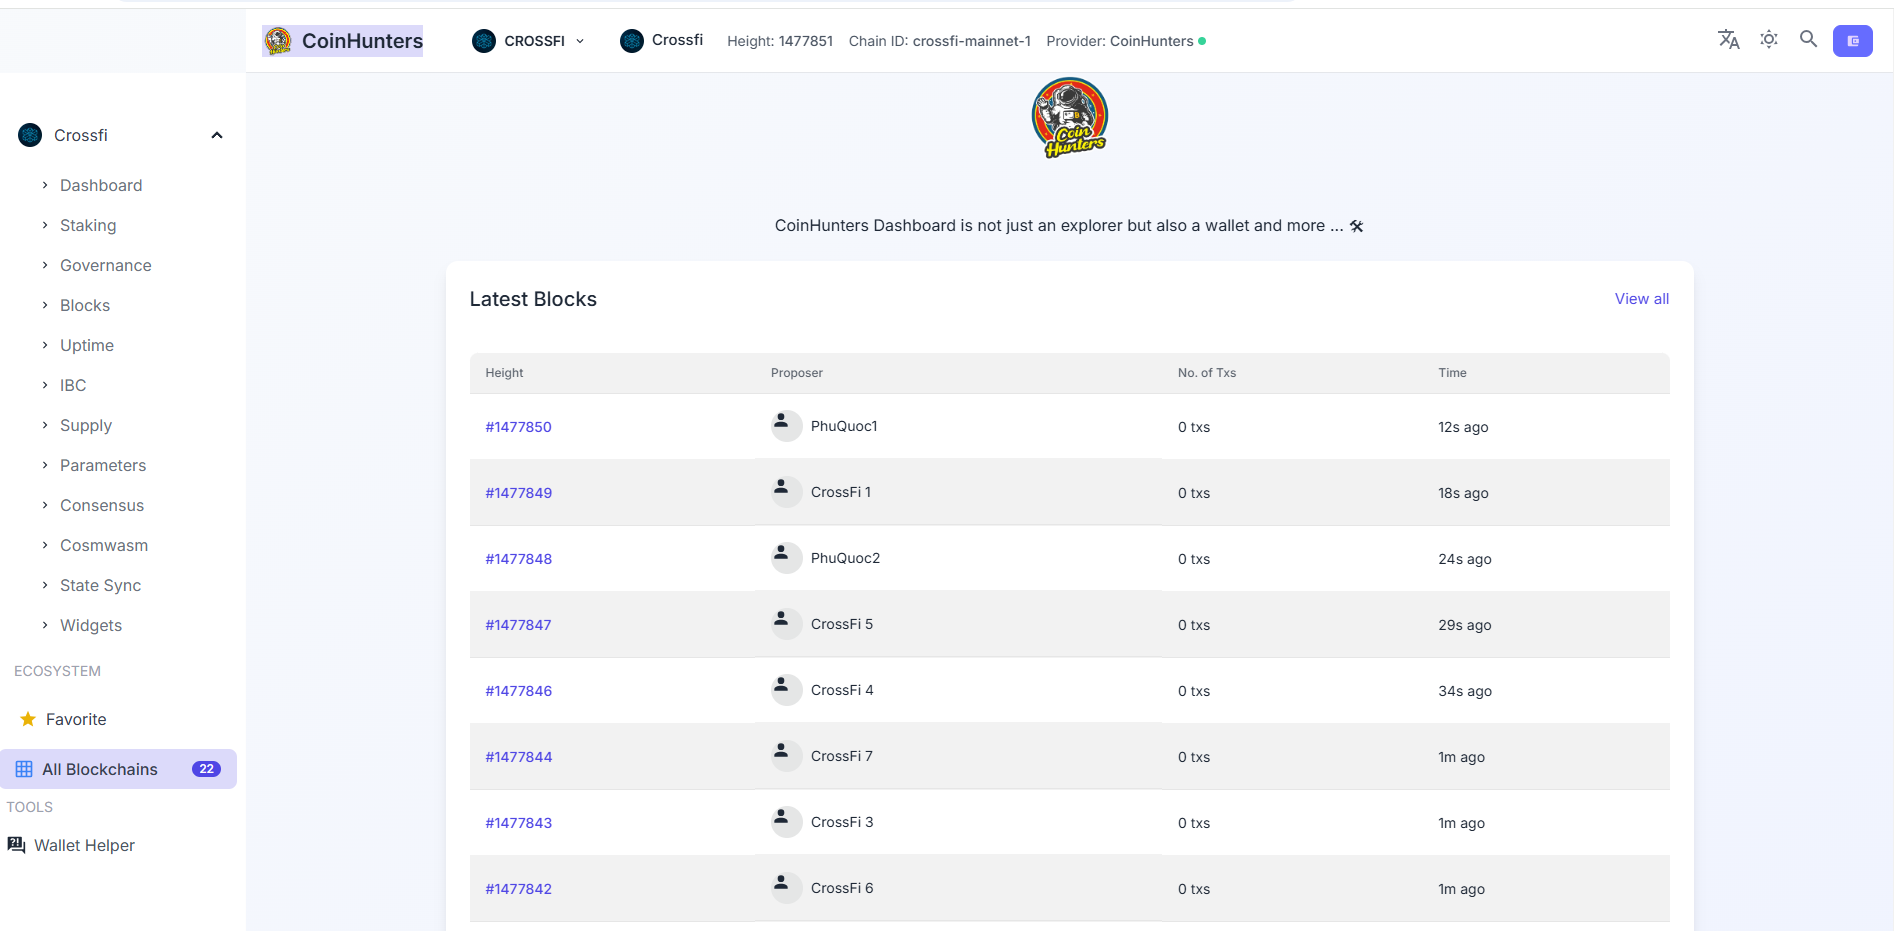 CoinHunters
CROSSFI
Crossfi
Height: 1477851
Chain ID: crossfi-mainnet-1
Provider: CoinHunters
Crossfi
Dashboard
Staking
Governance
Blocks
Uptime
IBC
Supply
Parameters
Consensus
Cosmwasm
State Sync
Widgets
ECOSYSTEM
Favorite
All Blockchains 22
TOOLS
Wallet Helper
Coin
Hunters
CoinHunters Dashboard is not just an explorer but also a wallet and more ... 🛠
Latest Blocks
View all
Height Proposer No. of Txs Time
#1477850 PhuQuoc1 0 txs 12s ago
#1477849 CrossFi 1 0 txs 18s ago
#1477848 PhuQuoc2 0 txs 24s ago
#1477847 CrossFi 5 0 txs 29s ago
#1477846 CrossFi 4 0 txs 34s ago
#1477844 CrossFi 7 0 txs 1m ago
#1477843 CrossFi 3 0 txs 1m ago
#1477842 CrossFi 6 0 txs 1m ago